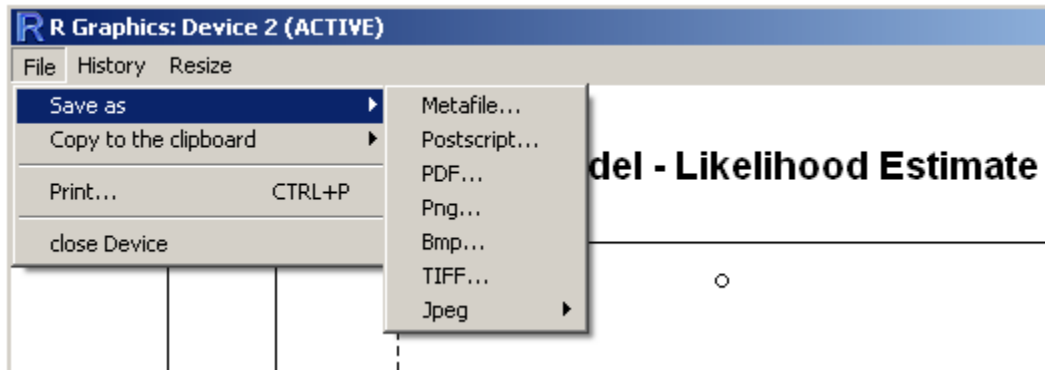 R Graphics: Device 2 (ACTIVE)
File History Resize
Save as
Copy to the clipboard
Print... CTRL+P
close Device
Metafile...
Postscript...
PDF...
Png...
Bmp...
TIFF...
Jpeg
del - Likelihood Estimate